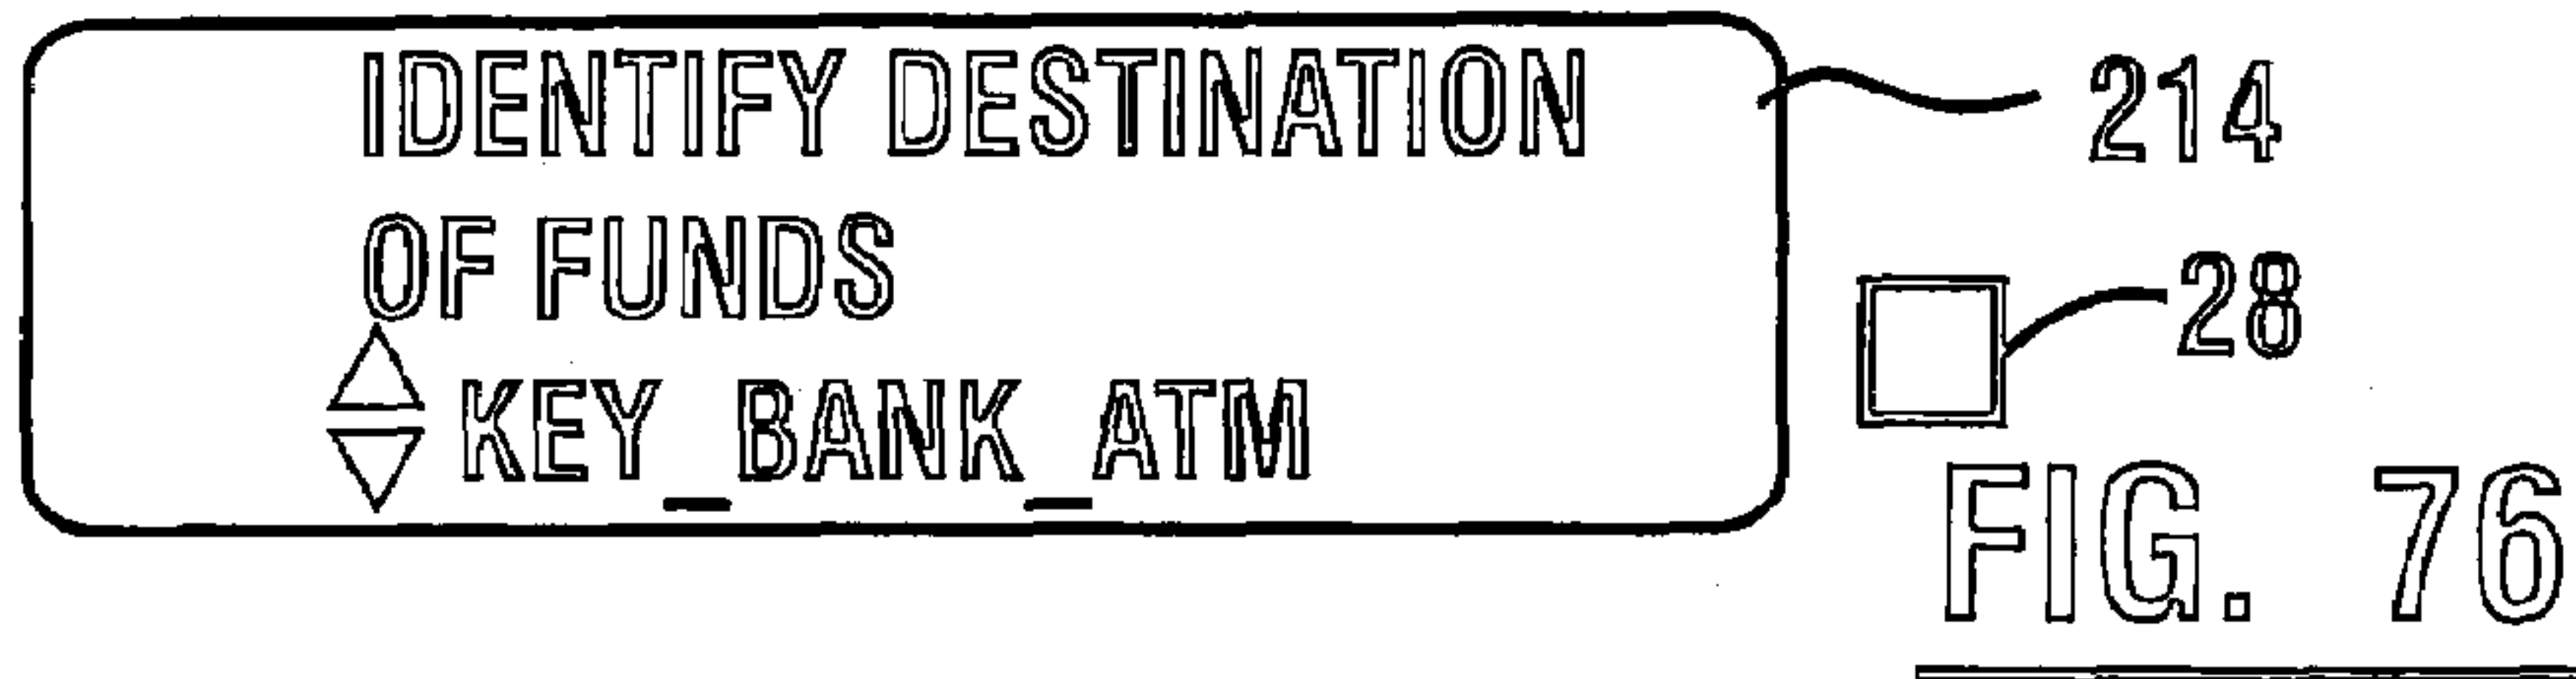 IDENTIFY DESTINATION
OF FUNDS
KEY_BANK_ATM
214
28
FIG. 76